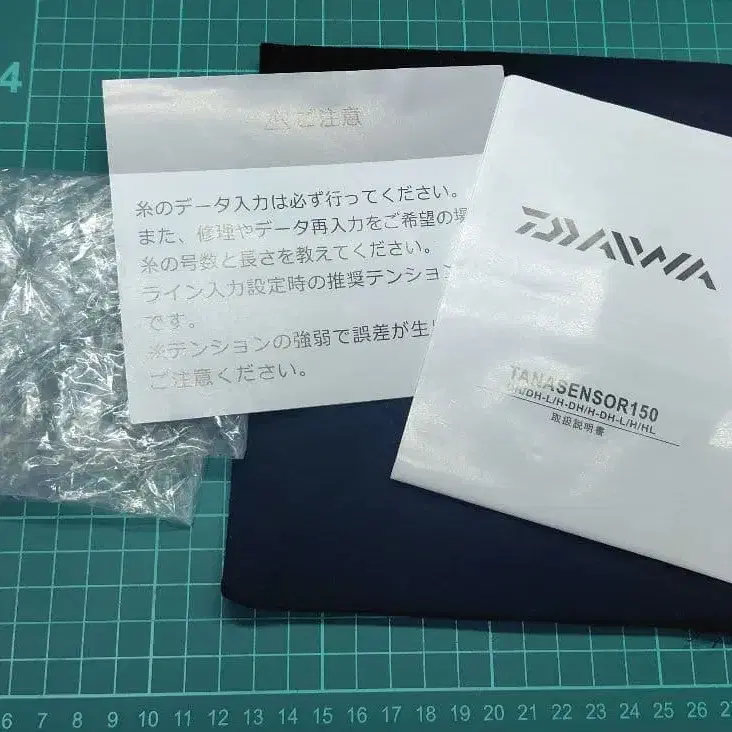 4
ご注意
糸のデータ入力は必ず行ってください。
また、修理やデータ再入力をご希望の場
糸の号数と長さを教えてください。
ライン入力設定時の推奨テンション
です。
※テンションの強弱で誤差が生
ご注意ください。
DAIWA
TANASENSOR150
/DH-L/H-DH/H-DH-L/H/HL
取扱説明書
6 7 8 9 10 11 12 13 14 15 16 17 18 19 20 21 22 23 24 25 26